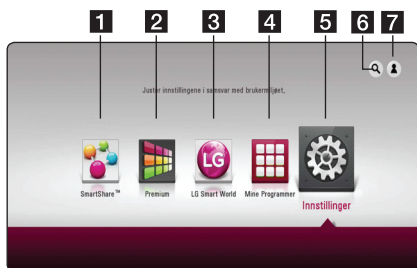 1 2 3 4 5 6 7
Juster innstillingene i samsvar med brukermiljøet.
LG
SmartShare™ Premium LG Smart World Mine Programmer
Innstillinger